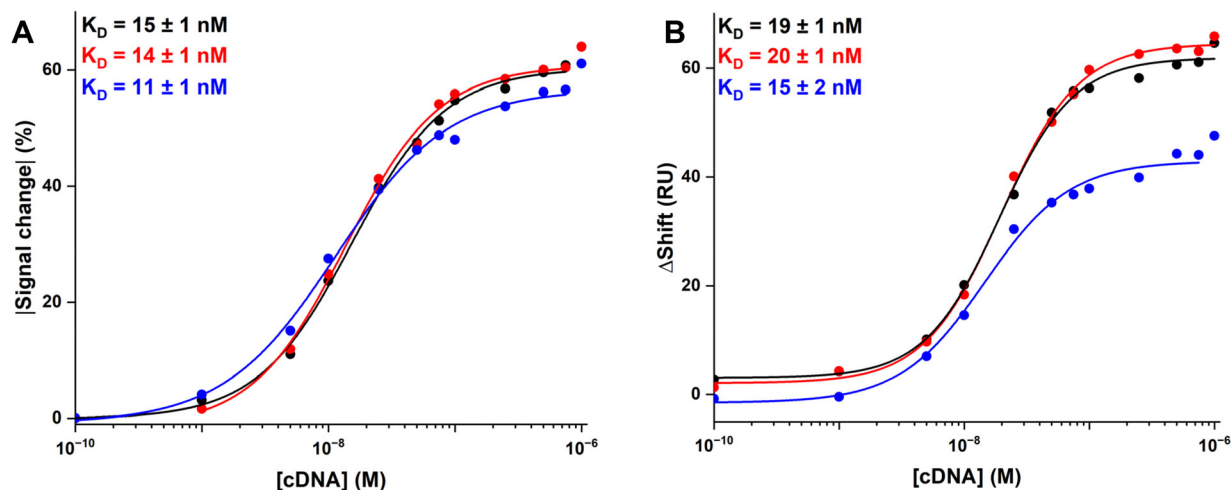 A
K_D = 15 ± 1 nM
K_D = 14 ± 1 nM
K_D = 11 ± 1 nM
|Signal change| (%)
60
40
20
0
10⁻¹⁰
10⁻⁸
10⁻⁶
[cDNA] (M)
B
K_D = 19 ± 1 nM
K_D = 20 ± 1 nM
K_D = 15 ± 2 nM
ΔShift (RU)
60
40
20
0
10⁻¹⁰
10⁻⁸
10⁻⁶
[cDNA] (M)